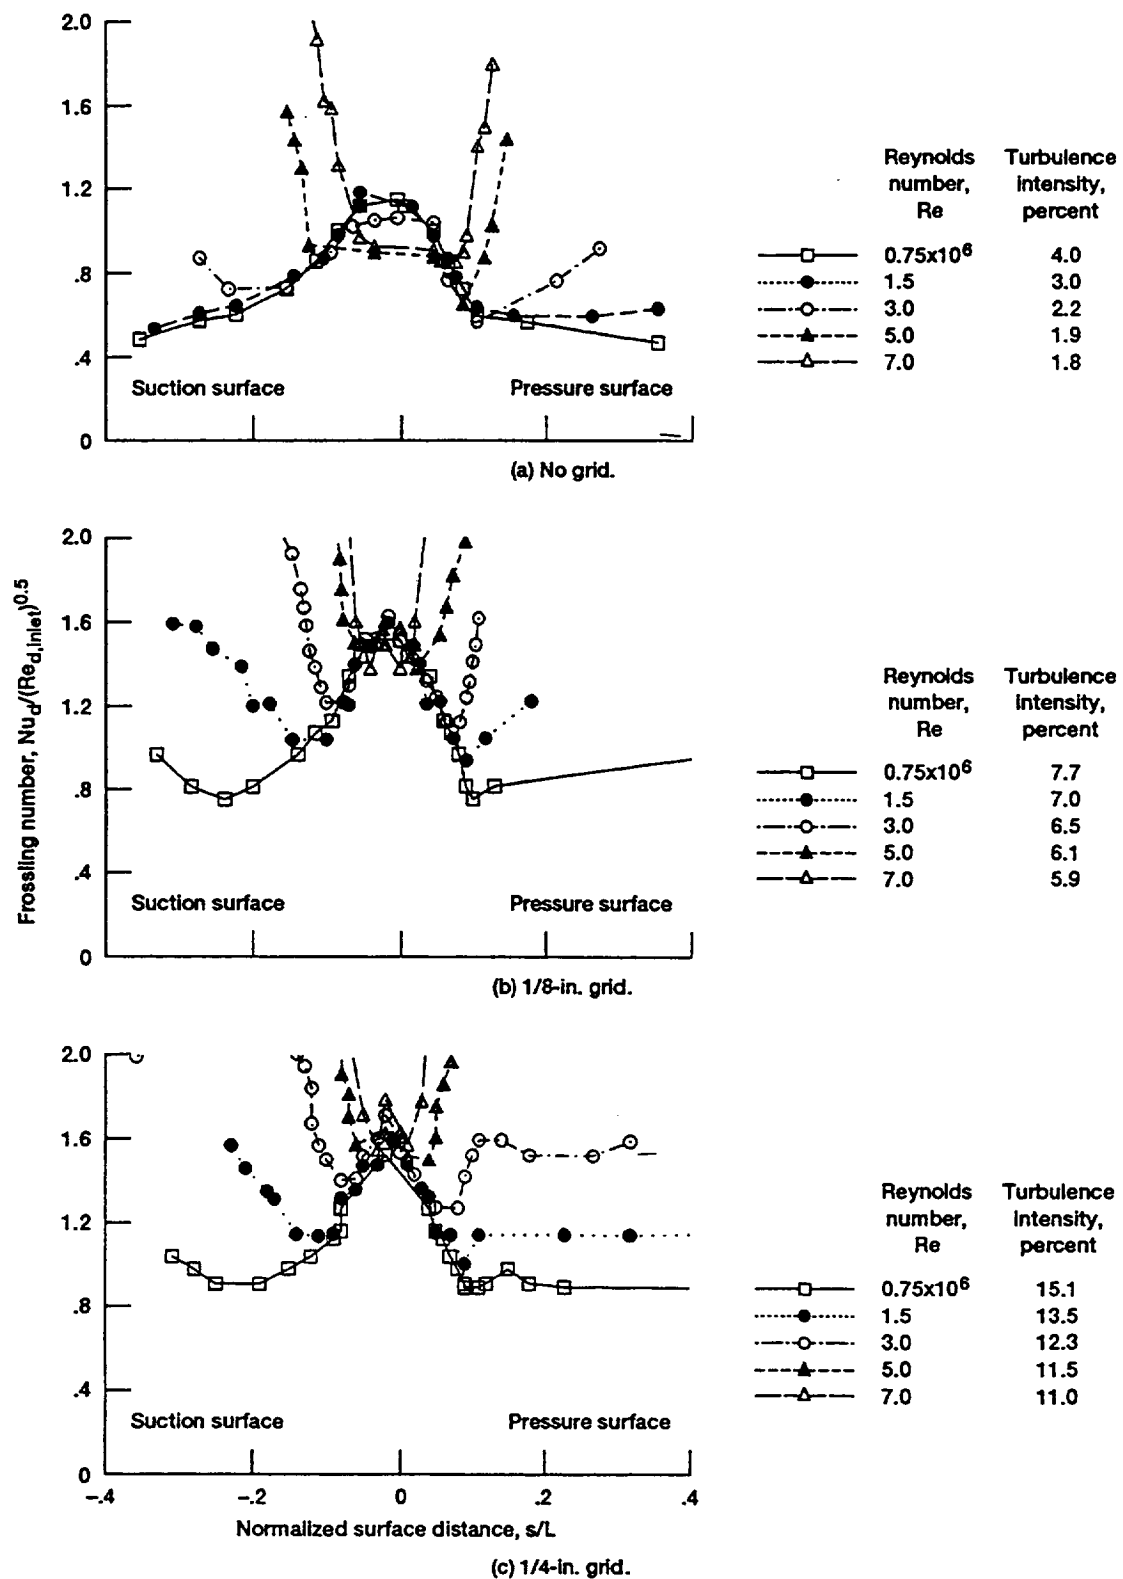 2.0
1.6
1.2
.8
.4
0
Suction surface
Pressure surface
(a) No grid.
Reynolds number, Re
Turbulence intensity, percent
0.75x10⁶ 4.0
1.5 3.0
3.0 2.2
5.0 1.9
7.0 1.8
Frossling number, Nu_d/(Re_d,inlet)^0.5
2.0
1.6
1.2
.8
.4
0
Suction surface
Pressure surface
(b) 1/8-in. grid.
Reynolds number, Re
Turbulence intensity, percent
0.75x10⁶ 7.7
1.5 7.0
3.0 6.5
5.0 6.1
7.0 5.9
2.0
1.6
1.2
.8
.4
0
Suction surface
Pressure surface
-.4 -.2 0 .2 .4
Normalized surface distance, s/L
(c) 1/4-in. grid.
Reynolds number, Re
Turbulence intensity, percent
0.75x10⁶ 15.1
1.5 13.5
3.0 12.3
5.0 11.5
7.0 11.0